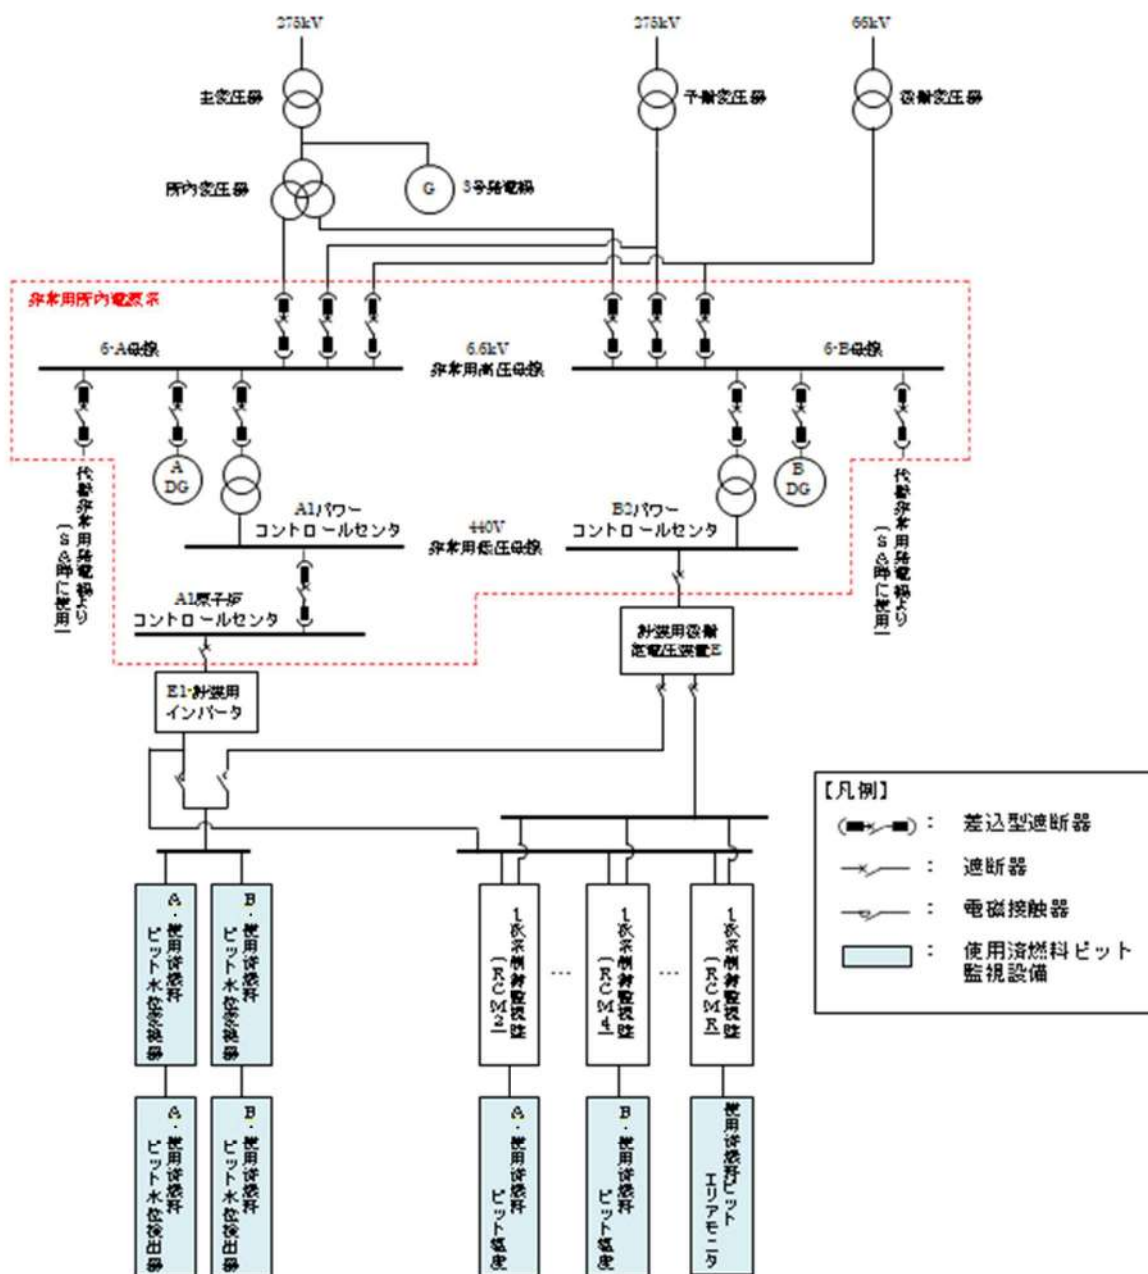 275kV
275kV
66kV
主変圧器
予備変圧器
後備変圧器
所内変圧器
G
3号発電機
非常用所内電源系
6-A母線
6.6kV
非常用高圧母線
6-B母線
A
DG
B
DG
代替非常用発電機より
(SA時に使用)
A1パワー
コントロールセンタ
440V
非常用低圧母線
B2パワー
コントロールセンタ
代替非常用発電機より
(SA時に使用)
A1原子炉
コントロールセンタ
計装用後備
定電圧装置E
E1-計装用
インバータ
【凡例】
： 差込型遮断器
： 遮断器
： 電磁接触器
： 使用済燃料ピット
監視設備
A-使用済燃料
ピット水位
B-使用済燃料
ピット水位
1次系制御監視盤
(RCM2)
…
1次系制御監視盤
(RCM4)
…
1次系制御監視盤
(RCMR)
A-使用済燃料
ピット水位検出器
B-使用済燃料
ピット水位検出器
A-使用済燃料
ピット温度
B-使用済燃料
ピット温度
使用済燃料ピット
エリアモニタ